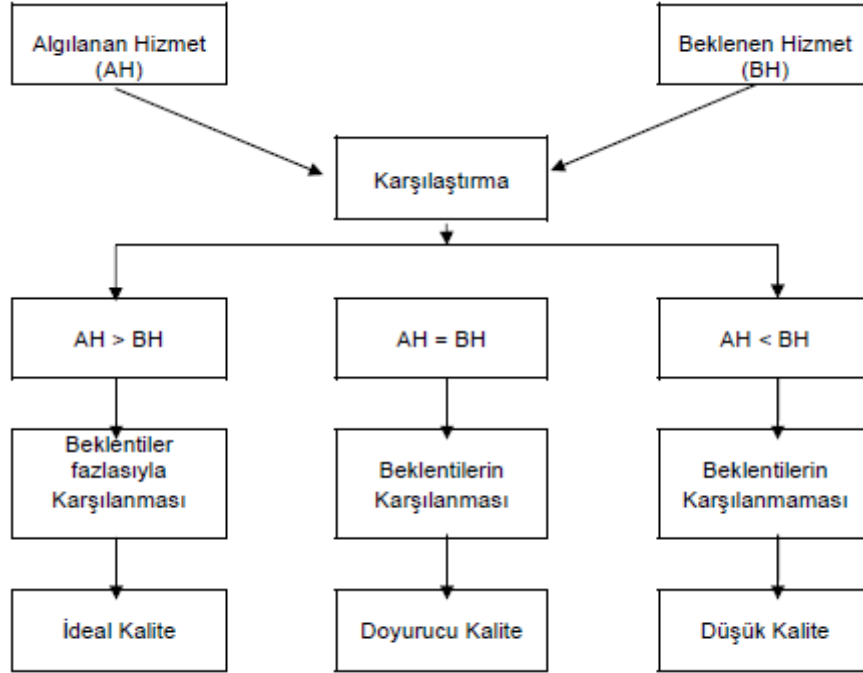 Algılanan Hizmet
(AH)
Beklenen Hizmet
(BH)
Karşılaştırma
AH > BH
AH = BH
AH < BH
Beklentiler
fazlasıyla
Karşılanması
Beklentilerin
Karşılanması
Beklentilerin
Karşılanmaması
İdeal Kalite
Doyurucu Kalite
Düşük Kalite